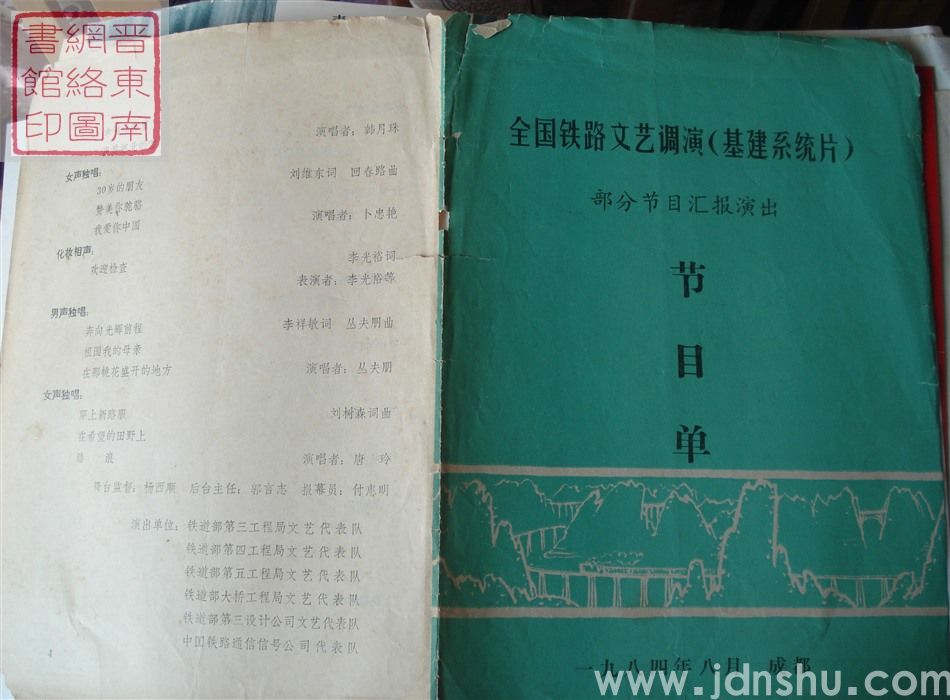 晋东南
網絡圖
書館印
演唱者：韩月珠
女声独唱：
刘维东词 回春路曲
30岁的朋友
赞美你驼骆
演唱者：卜忠艳
我爱你中国
化妆相声：
李光裕词
欢迎检查
表演者：李光裕等
男声独唱：
奔向光辉前程
李祥敏词 丛夫朋曲
祖国我的母亲
在那桃花盛开的地方
演唱者：丛夫朋
女声独唱：
穿上新路服
刘树森词曲
在希望的田野上
浪
演唱者：唐 玲
舞台监督：杨西顺 后台主任：郭言志 报幕员：付惠明
演出单位：铁道部第三工程局文艺代表队
铁道部第四工程局文艺代表队
铁道部第五工程局文艺代表队
铁道部大桥工程局文艺代表队
铁道部第三设计公司文艺代表队
中国铁路通信信号公司代表队
4
全国铁路文艺调演（基建系统片）
部分节目汇报演出
节
目
单
一九八四年八月 成都
www.jdnshu.com